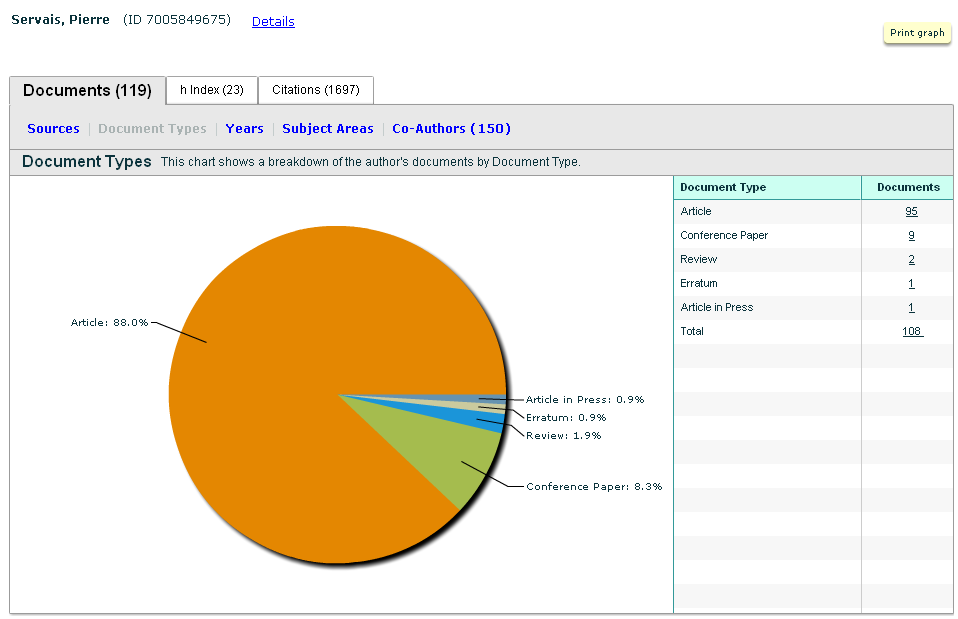 Servais, Pierre (ID 7005849675) Details
Print graph
Documents (119) h Index (23) Citations (1697)
Sources Document Types Years Subject Areas Co-Authors (150)
Document Types This chart shows a breakdown of the author's documents by Document Type.
Article: 88.0%
Article in Press: 0.9%
Erratum: 0.9%
Review: 1.9%
Conference Paper: 8.3%
Document Type Documents
Article 95
Conference Paper 9
Review 2
Erratum 1
Article in Press 1
Total 108